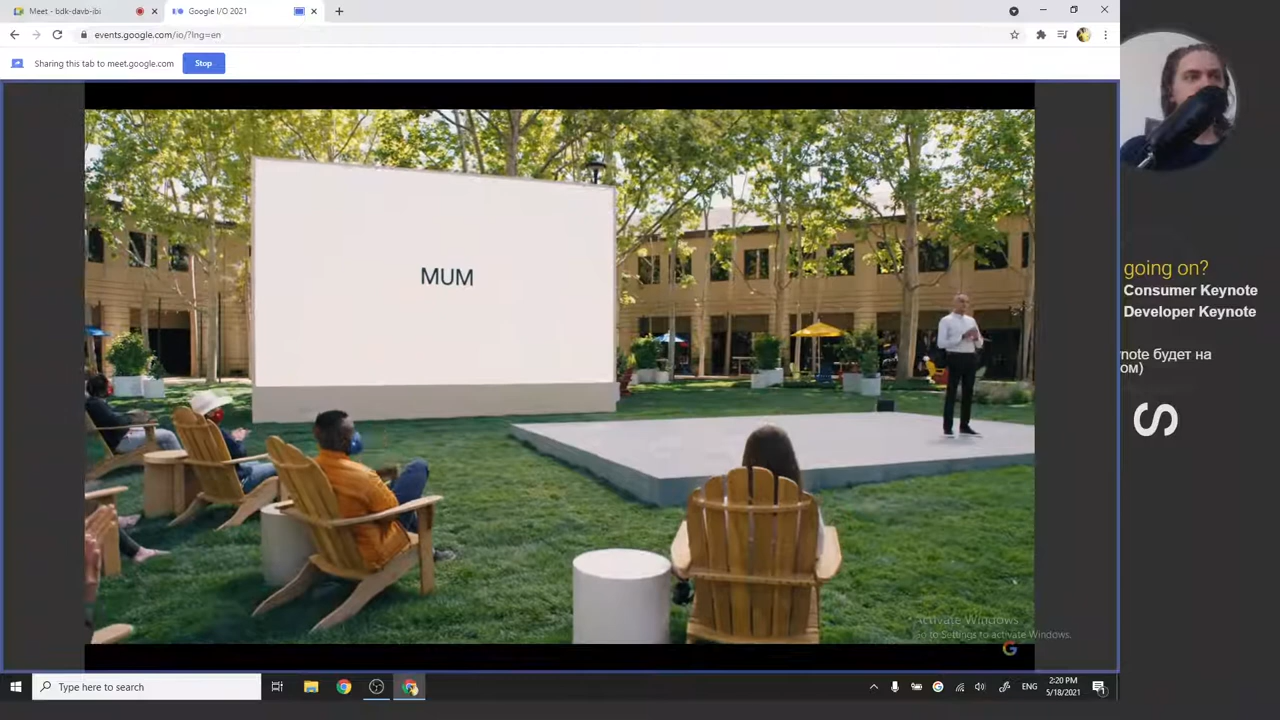 Meet - bdk-davb-ibi
Google I/O 2021
events.google.com/io/?lng=en
Sharing this tab to meet.google.com
Stop
MUM
going on?
Consumer Keynote
Developer Keynote
note будет на
ом)
S
Activate Windows
Go to Settings to activate Windows.
Type here to search
ENG
2:20 PM
5/18/2021